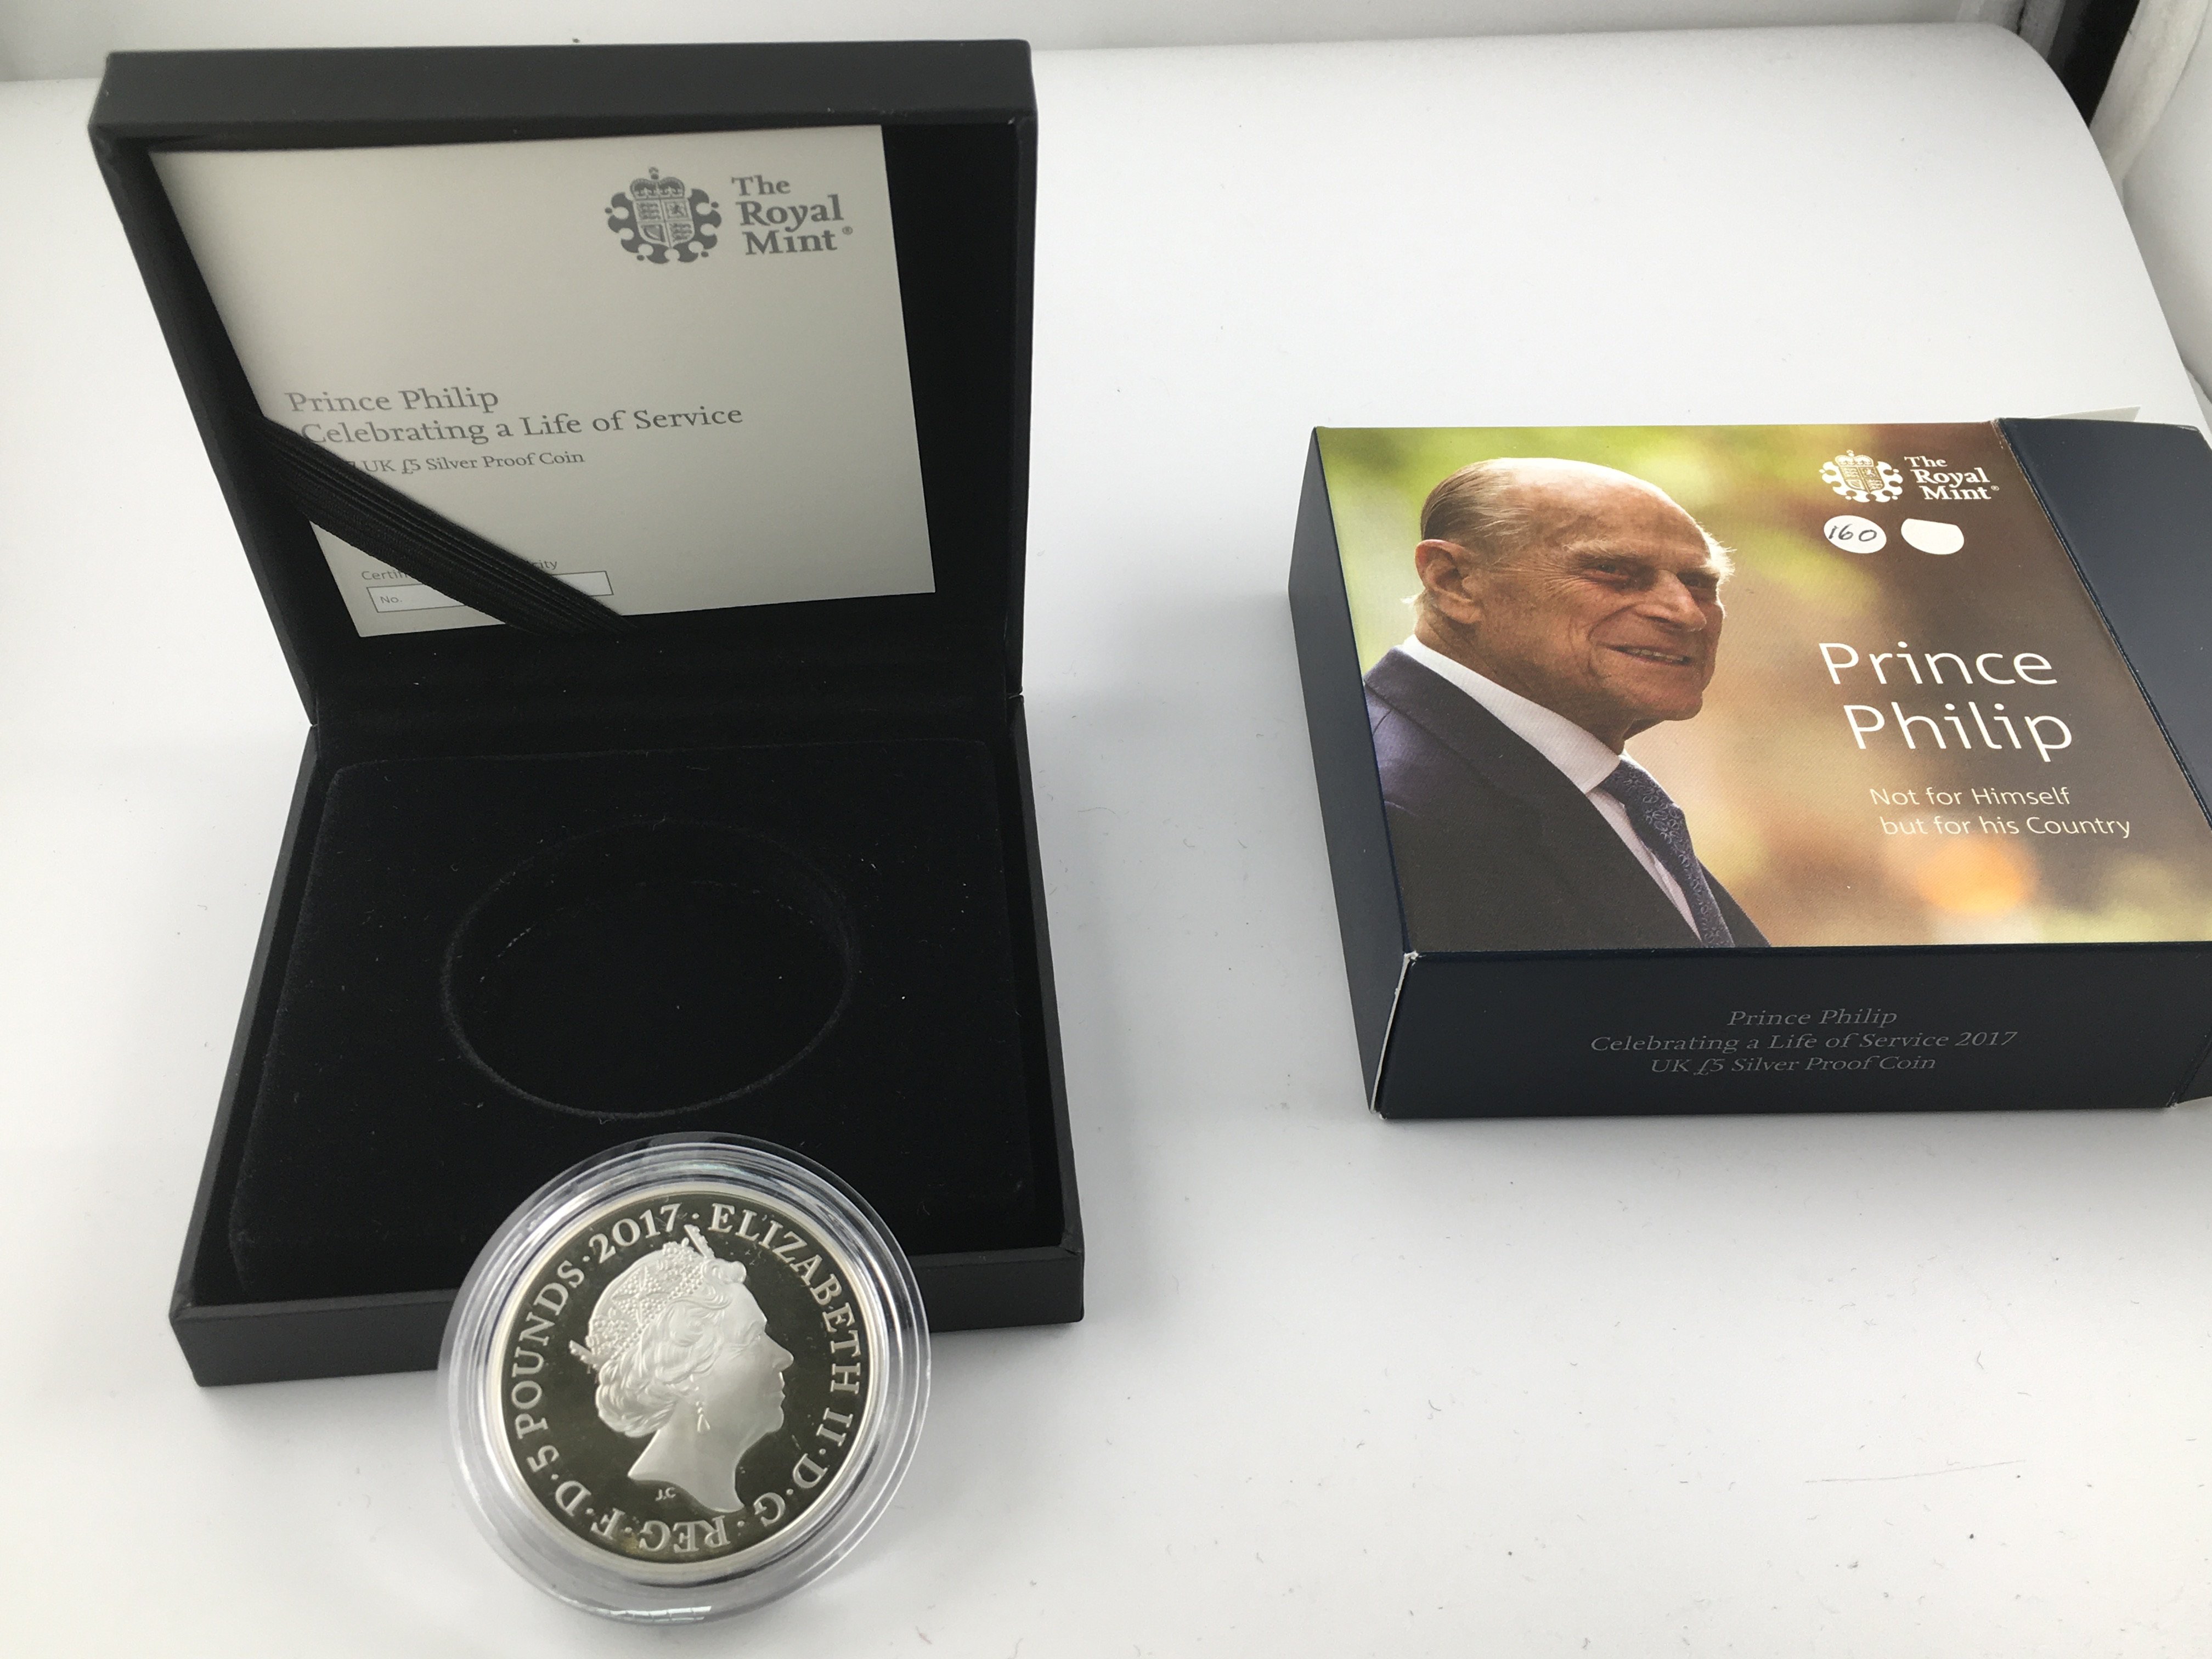 The
Royal
Mint®
Prince Philip
Celebrating a Life of Service
UK £5 Silver Proof Coin
No.
The
Royal
Mint®
160
Prince
Philip
Not for Himself
but for his Country
Prince Philip
Celebrating a Life of Service 2017
UK £5 Silver Proof Coin
ELIZABETH II · D · G · REG · F · D · 5 POUNDS · 2017 ·
J.C